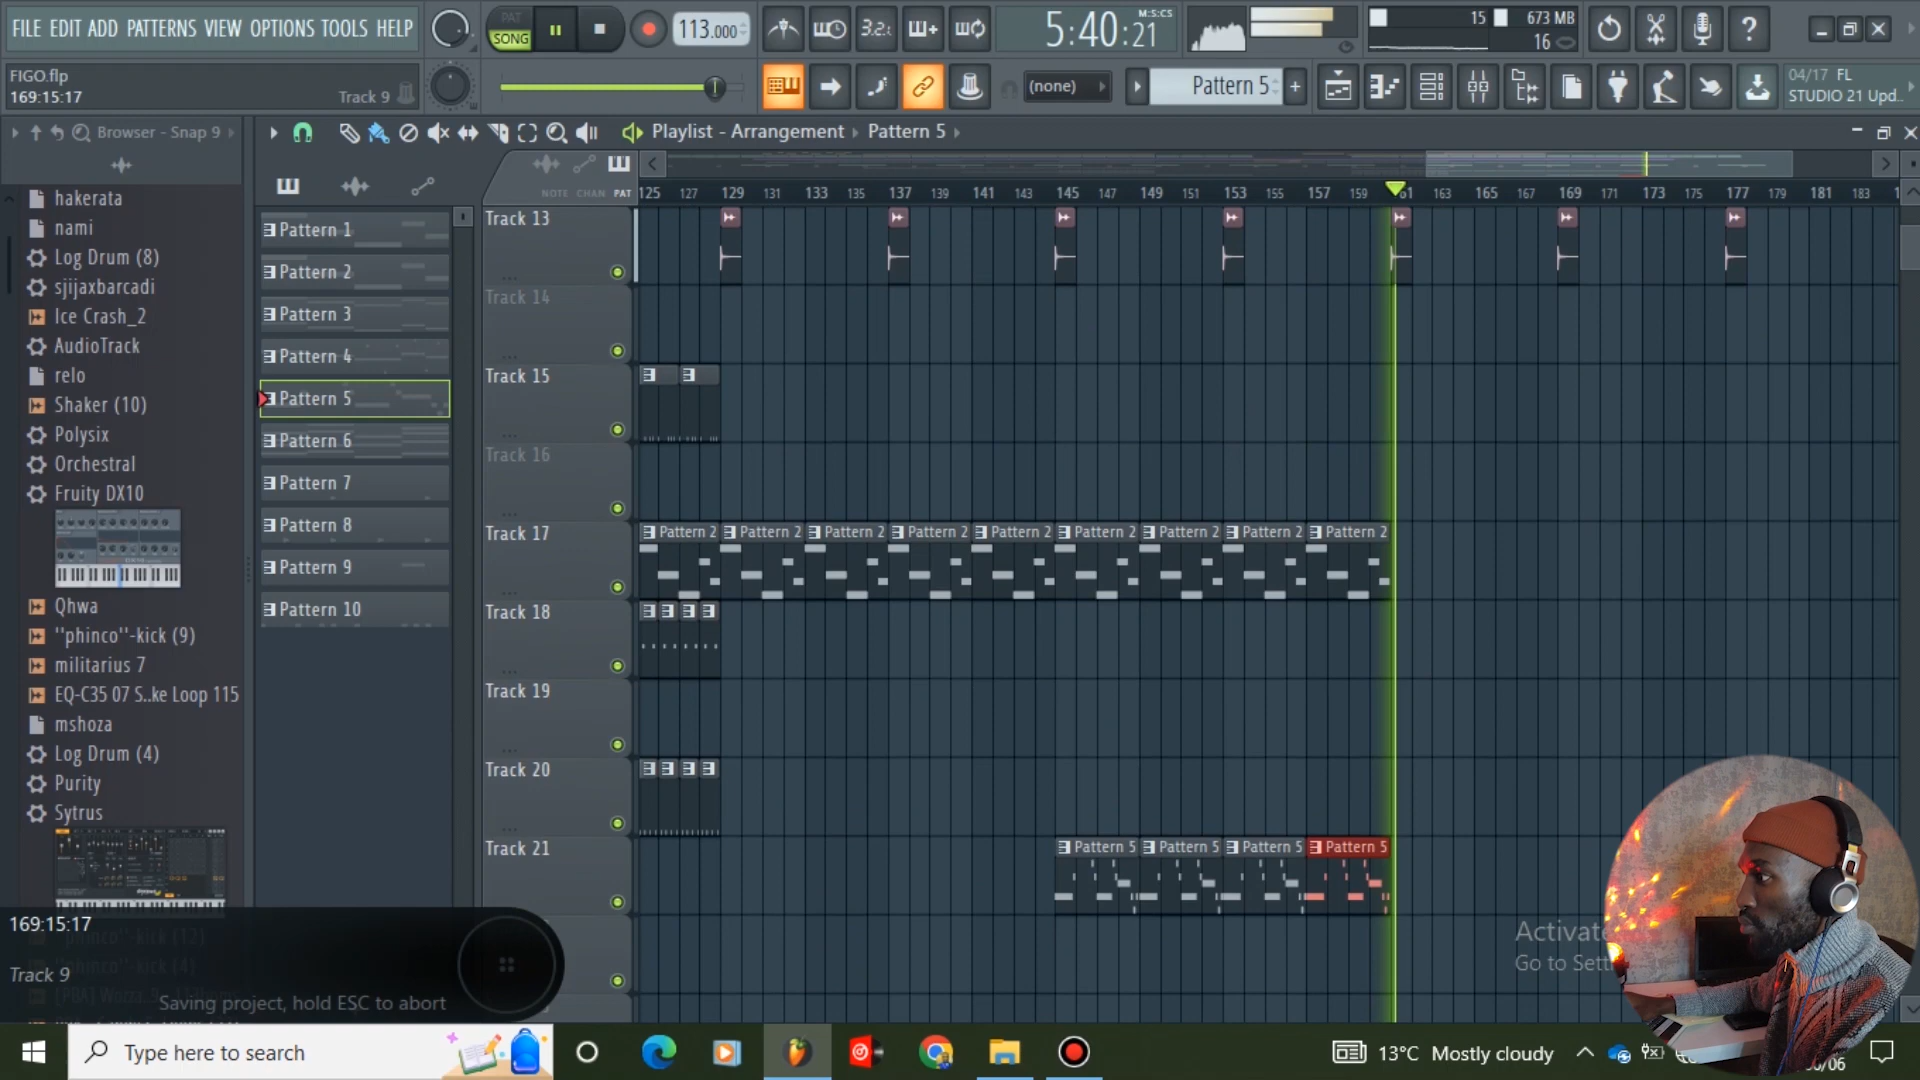 FILE EDIT ADD PATTERNS VIEW OPTIONS TOOLS HELP
PAT
SONG
113.000
3.2.
5:40:21
M:S:CS
15
673 MB
16
FIGO.flp
169:15:17
Track 9
(none)
Pattern 5
+
04/17 FL
STUDIO 21 Upd..
Browser - Snap 9
Playlist - Arrangement
Pattern 5
NOTE CHAN PAT
125 127 129 131 133 135 137 139 141 143 145 147 149 151 153 155 157 159 163 165 167 169 171 173 175 177 179 181 183
hakerata
nami
Log Drum (8)
sjijaxbarcadi
Ice Crash_2
AudioTrack
relo
Shaker (10)
Polysix
Orchestral
Fruity DX10
Qhwa
''phinco''-kick (9)
militarius 7
EQ-C35 07 S..ke Loop 115
mshoza
Log Drum (4)
Purity
Sytrus
Pattern 1
Pattern 2
Pattern 3
Pattern 4
Pattern 5
Pattern 6
Pattern 7
Pattern 8
Pattern 9
Pattern 10
Track 13
Track 14
Track 15
Track 16
Track 17
Pattern 2 Pattern 2 Pattern 2 Pattern 2 Pattern 2 Pattern 2 Pattern 2 Pattern 2 Pattern 2
Track 18
Track 19
Track 20
Track 21
Pattern 5 Pattern 5 Pattern 5 Pattern 5
169:15:17
Track 9
Saving project, hold ESC to abort
Type here to search
13°C Mostly cloudy